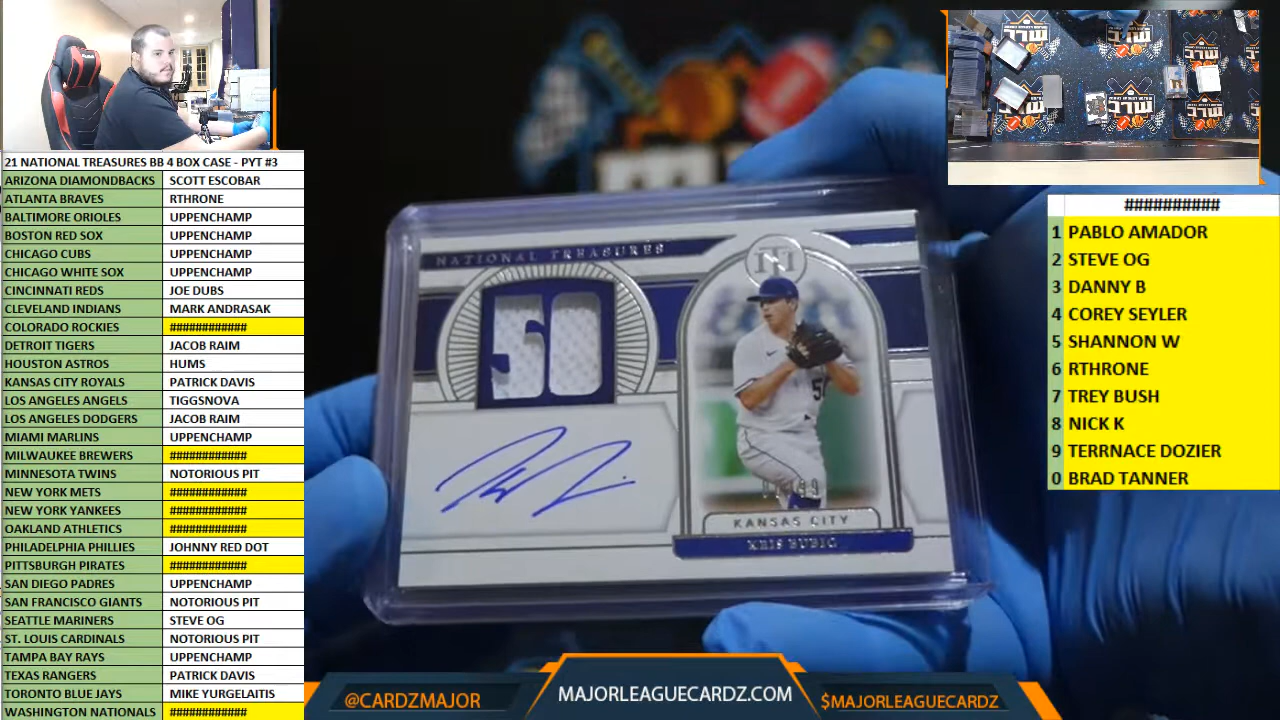 21 NATIONAL TREASURES BB 4 BOX CASE - PYT #3
ARIZONA DIAMONDBACKS SCOTT ESCOBAR
ATLANTA BRAVES RTHRONE
BALTIMORE ORIOLES UPPENCHAMP
BOSTON RED SOX UPPENCHAMP
CHICAGO CUBS UPPENCHAMP
CHICAGO WHITE SOX UPPENCHAMP
CINCINNATI REDS JOE DUBS
CLEVELAND INDIANS MARK ANDRASAK
COLORADO ROCKIES ############
DETROIT TIGERS JACOB RAIM
HOUSTON ASTROS HUMS
KANSAS CITY ROYALS PATRICK DAVIS
LOS ANGELES ANGELS TIGGSNOVA
LOS ANGELES DODGERS JACOB RAIM
MIAMI MARLINS UPPENCHAMP
MILWAUKEE BREWERS ############
MINNESOTA TWINS NOTORIOUS PIT
NEW YORK METS ############
NEW YORK YANKEES ############
OAKLAND ATHLETICS ############
PHILADELPHIA PHILLIES JOHNNY RED DOT
PITTSBURGH PIRATES ############
SAN DIEGO PADRES UPPENCHAMP
SAN FRANCISCO GIANTS NOTORIOUS PIT
SEATTLE MARINERS STEVE OG
ST. LOUIS CARDINALS NOTORIOUS PIT
TAMPA BAY RAYS UPPENCHAMP
TEXAS RANGERS PATRICK DAVIS
TORONTO BLUE JAYS MIKE YURGELAITIS
WASHINGTON NATIONALS ############
NATIONAL TREASURES
NT
50
KANSAS CITY
KRIS BUBIC
##########
1 PABLO AMADOR
2 STEVE OG
3 DANNY B
4 COREY SEYLER
5 SHANNON W
6 RTHRONE
7 TREY BUSH
8 NICK K
9 TERRNACE DOZIER
0 BRAD TANNER
@CARDZMAJOR
MAJORLEAGUECARDZ.COM
$MAJORLEAGUECARDZ